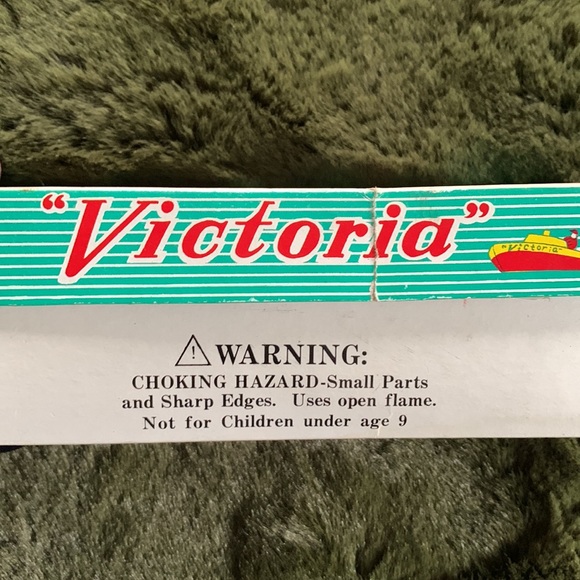 "Victoria"
"Victoria"
⚠ WARNING:
CHOKING HAZARD-Small Parts
and Sharp Edges. Uses open flame.
Not for Children under age 9